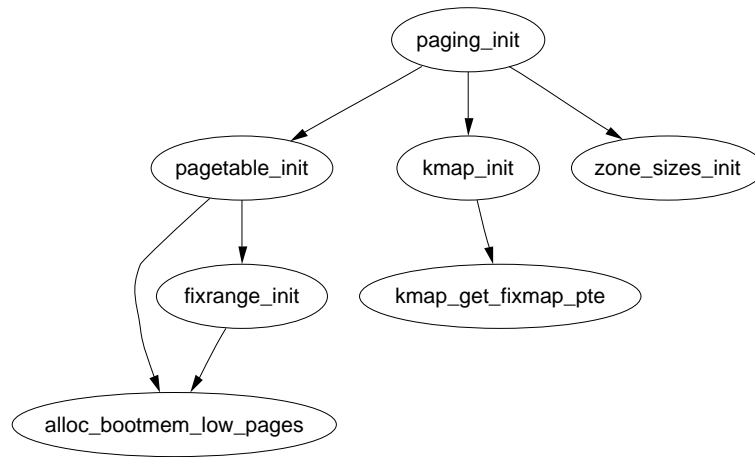 paging_init
pagetable_init
kmap_init
zone_sizes_init
fixrange_init
kmap_get_fixmap_pte
alloc_bootmem_low_pages